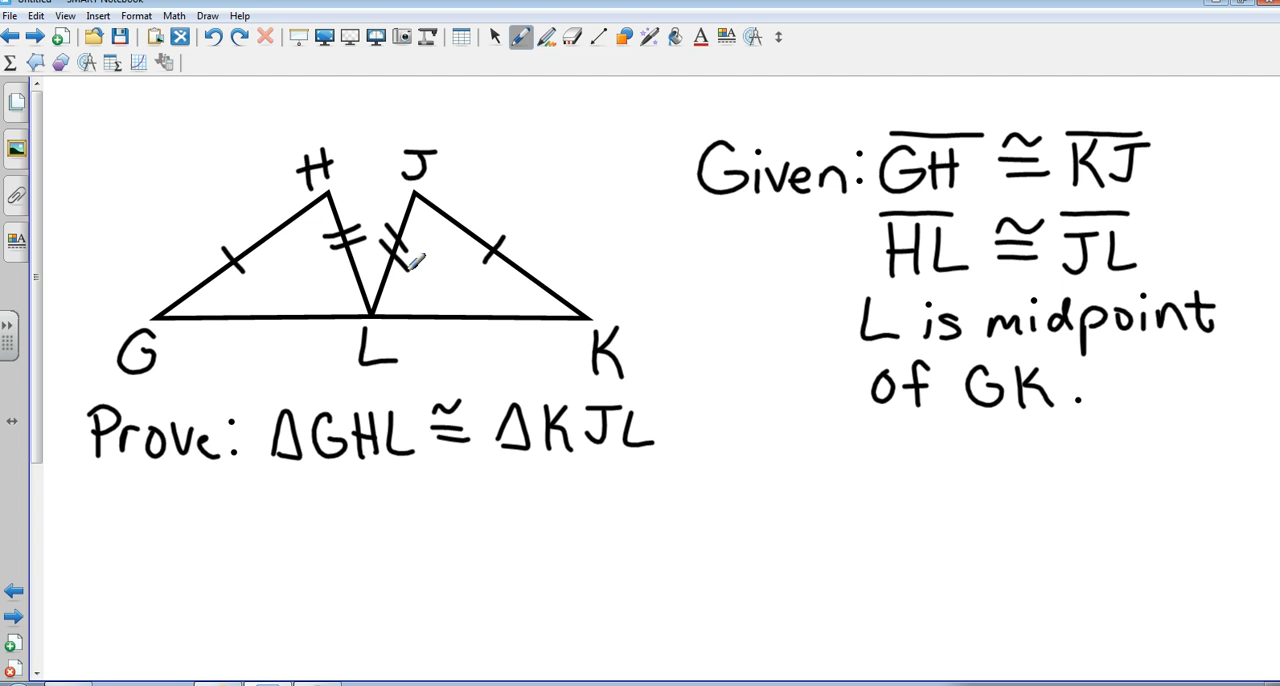 Untitled - SMART Notebook
File Edit View Insert Format Math Draw Help
H J
G L K
Given: GH ≅ KJ
HL ≅ JL
L is midpoint
of GK.
Prove: ΔGHL ≅ ΔKJL